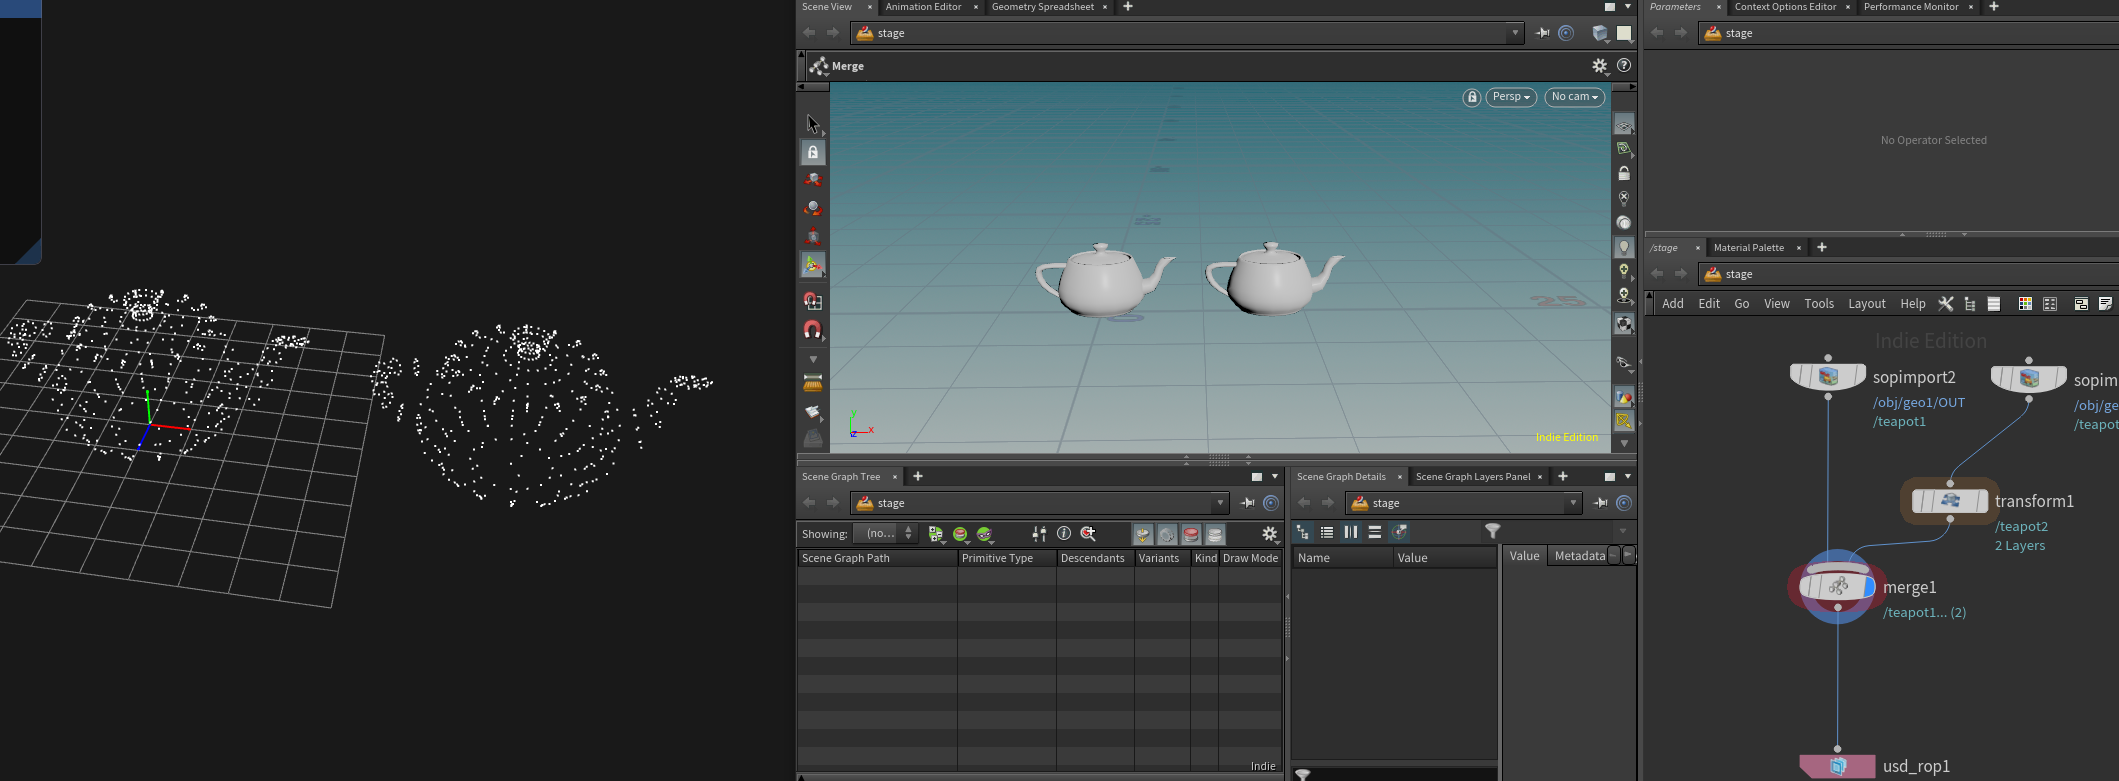 Scene View
Animation Editor
Geometry Spreadsheet
stage
Merge
Persp
No cam
25
0
y
x
z
Indie Edition
Scene Graph Tree
stage
Showing:
(no...
Scene Graph Path
Primitive Type
Descendants
Variants
Kind
Draw Mode
Indie
Scene Graph Details
Scene Graph Layers Panel
stage
Name
Value
Value
Metadata
Parameters
Context Options Editor
Performance Monitor
stage
No Operator Selected
/stage
Material Palette
stage
Add
Edit
Go
View
Tools
Layout
Help
Indie Edition
sopimport2
/obj/geo1/OUT
/teapot1
sopim
/obj/ge
/teapot
transform1
/teapot2
2 Layers
merge1
/teapot1... (2)
usd_rop1